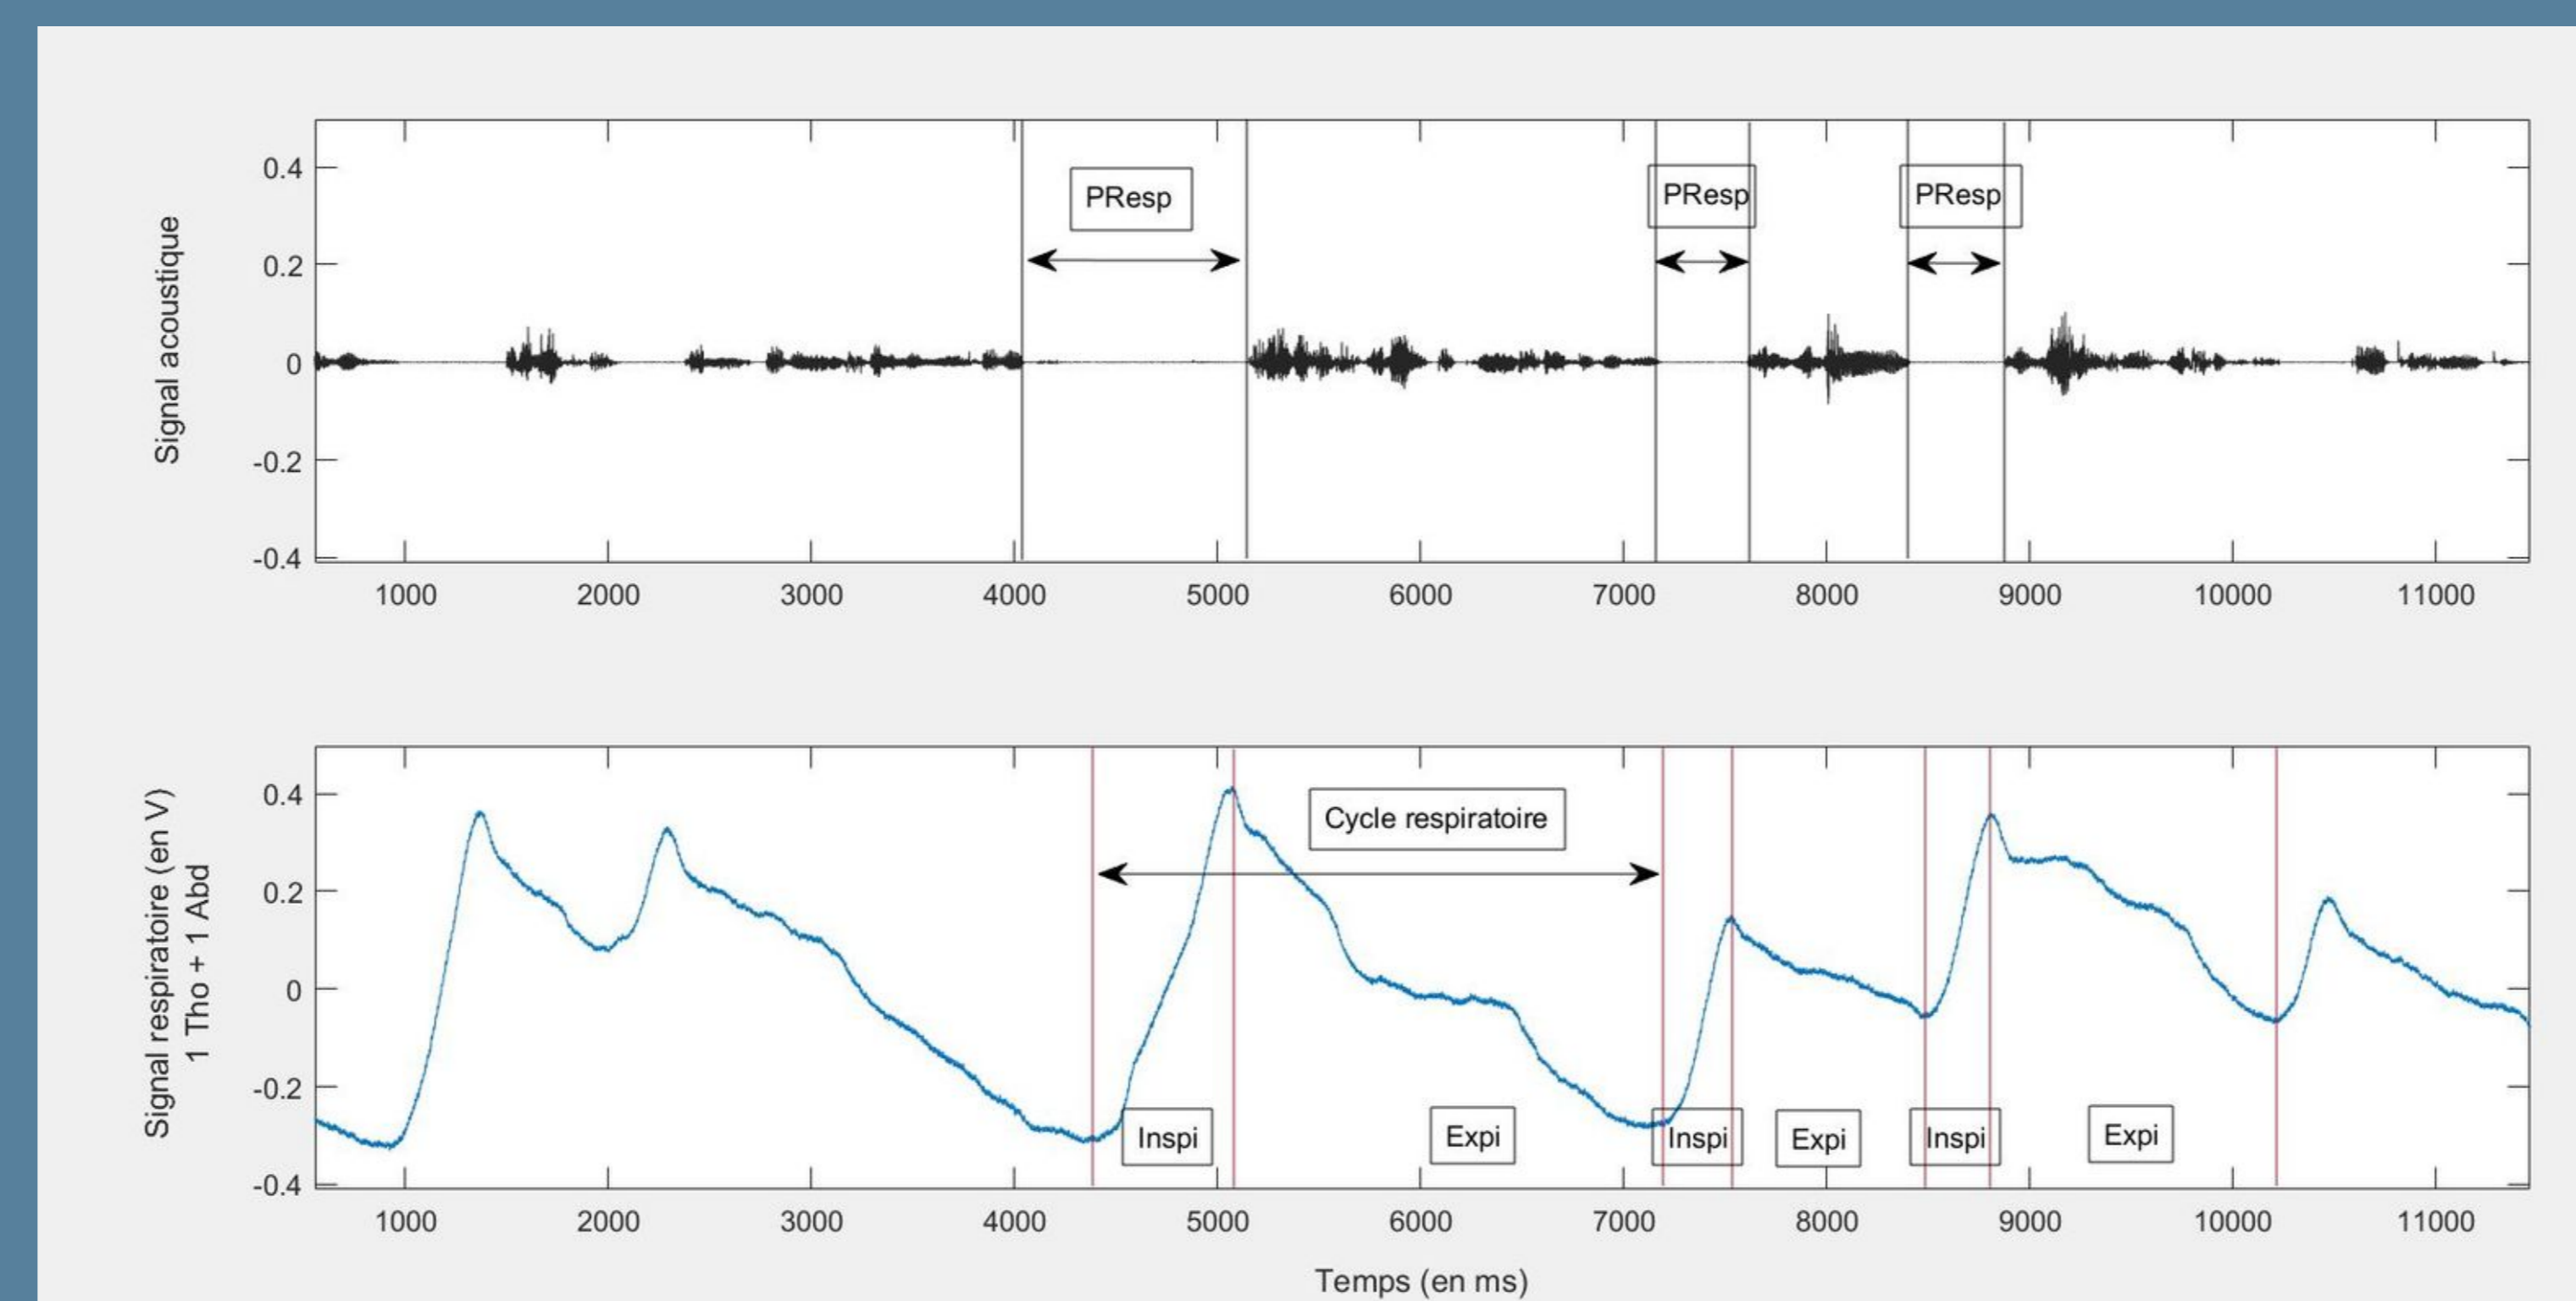 PResp
PResp
PResp
0.4
0.2
0
-0.2
-0.4
Signal acoustique
1000 2000 3000 4000 5000 6000 7000 8000 9000 10000 11000
Cycle respiratoire
0.4
0.2
0
-0.2
-0.4
Signal respiratoire (en V)
1 Tho + 1 Abd
Inspi Expi Inspi Expi Inspi Expi
1000 2000 3000 4000 5000 6000 7000 8000 9000 10000 11000
Temps (en ms)